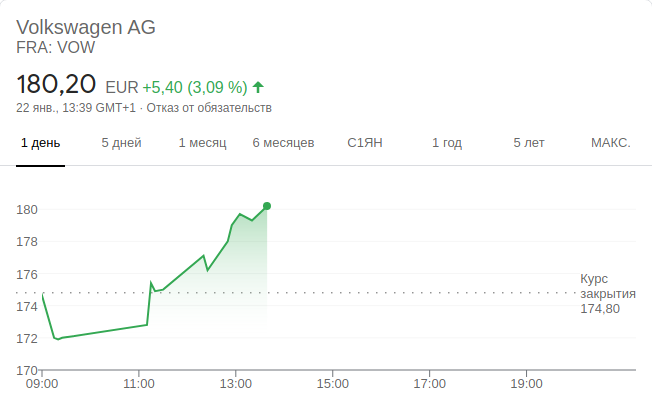 Volkswagen AG
FRA: VOW
180,20 EUR +5,40 (3,09 %)
22 янв., 13:39 GMT+1 · Отказ от обязательств
1 день 5 дней 1 месяц 6 месяцев С1ЯН 1 год 5 лет МАКС.
180
178
176
174
172
170
Курс
закрытия
174,80
09:00 11:00 13:00 15:00 17:00 19:00